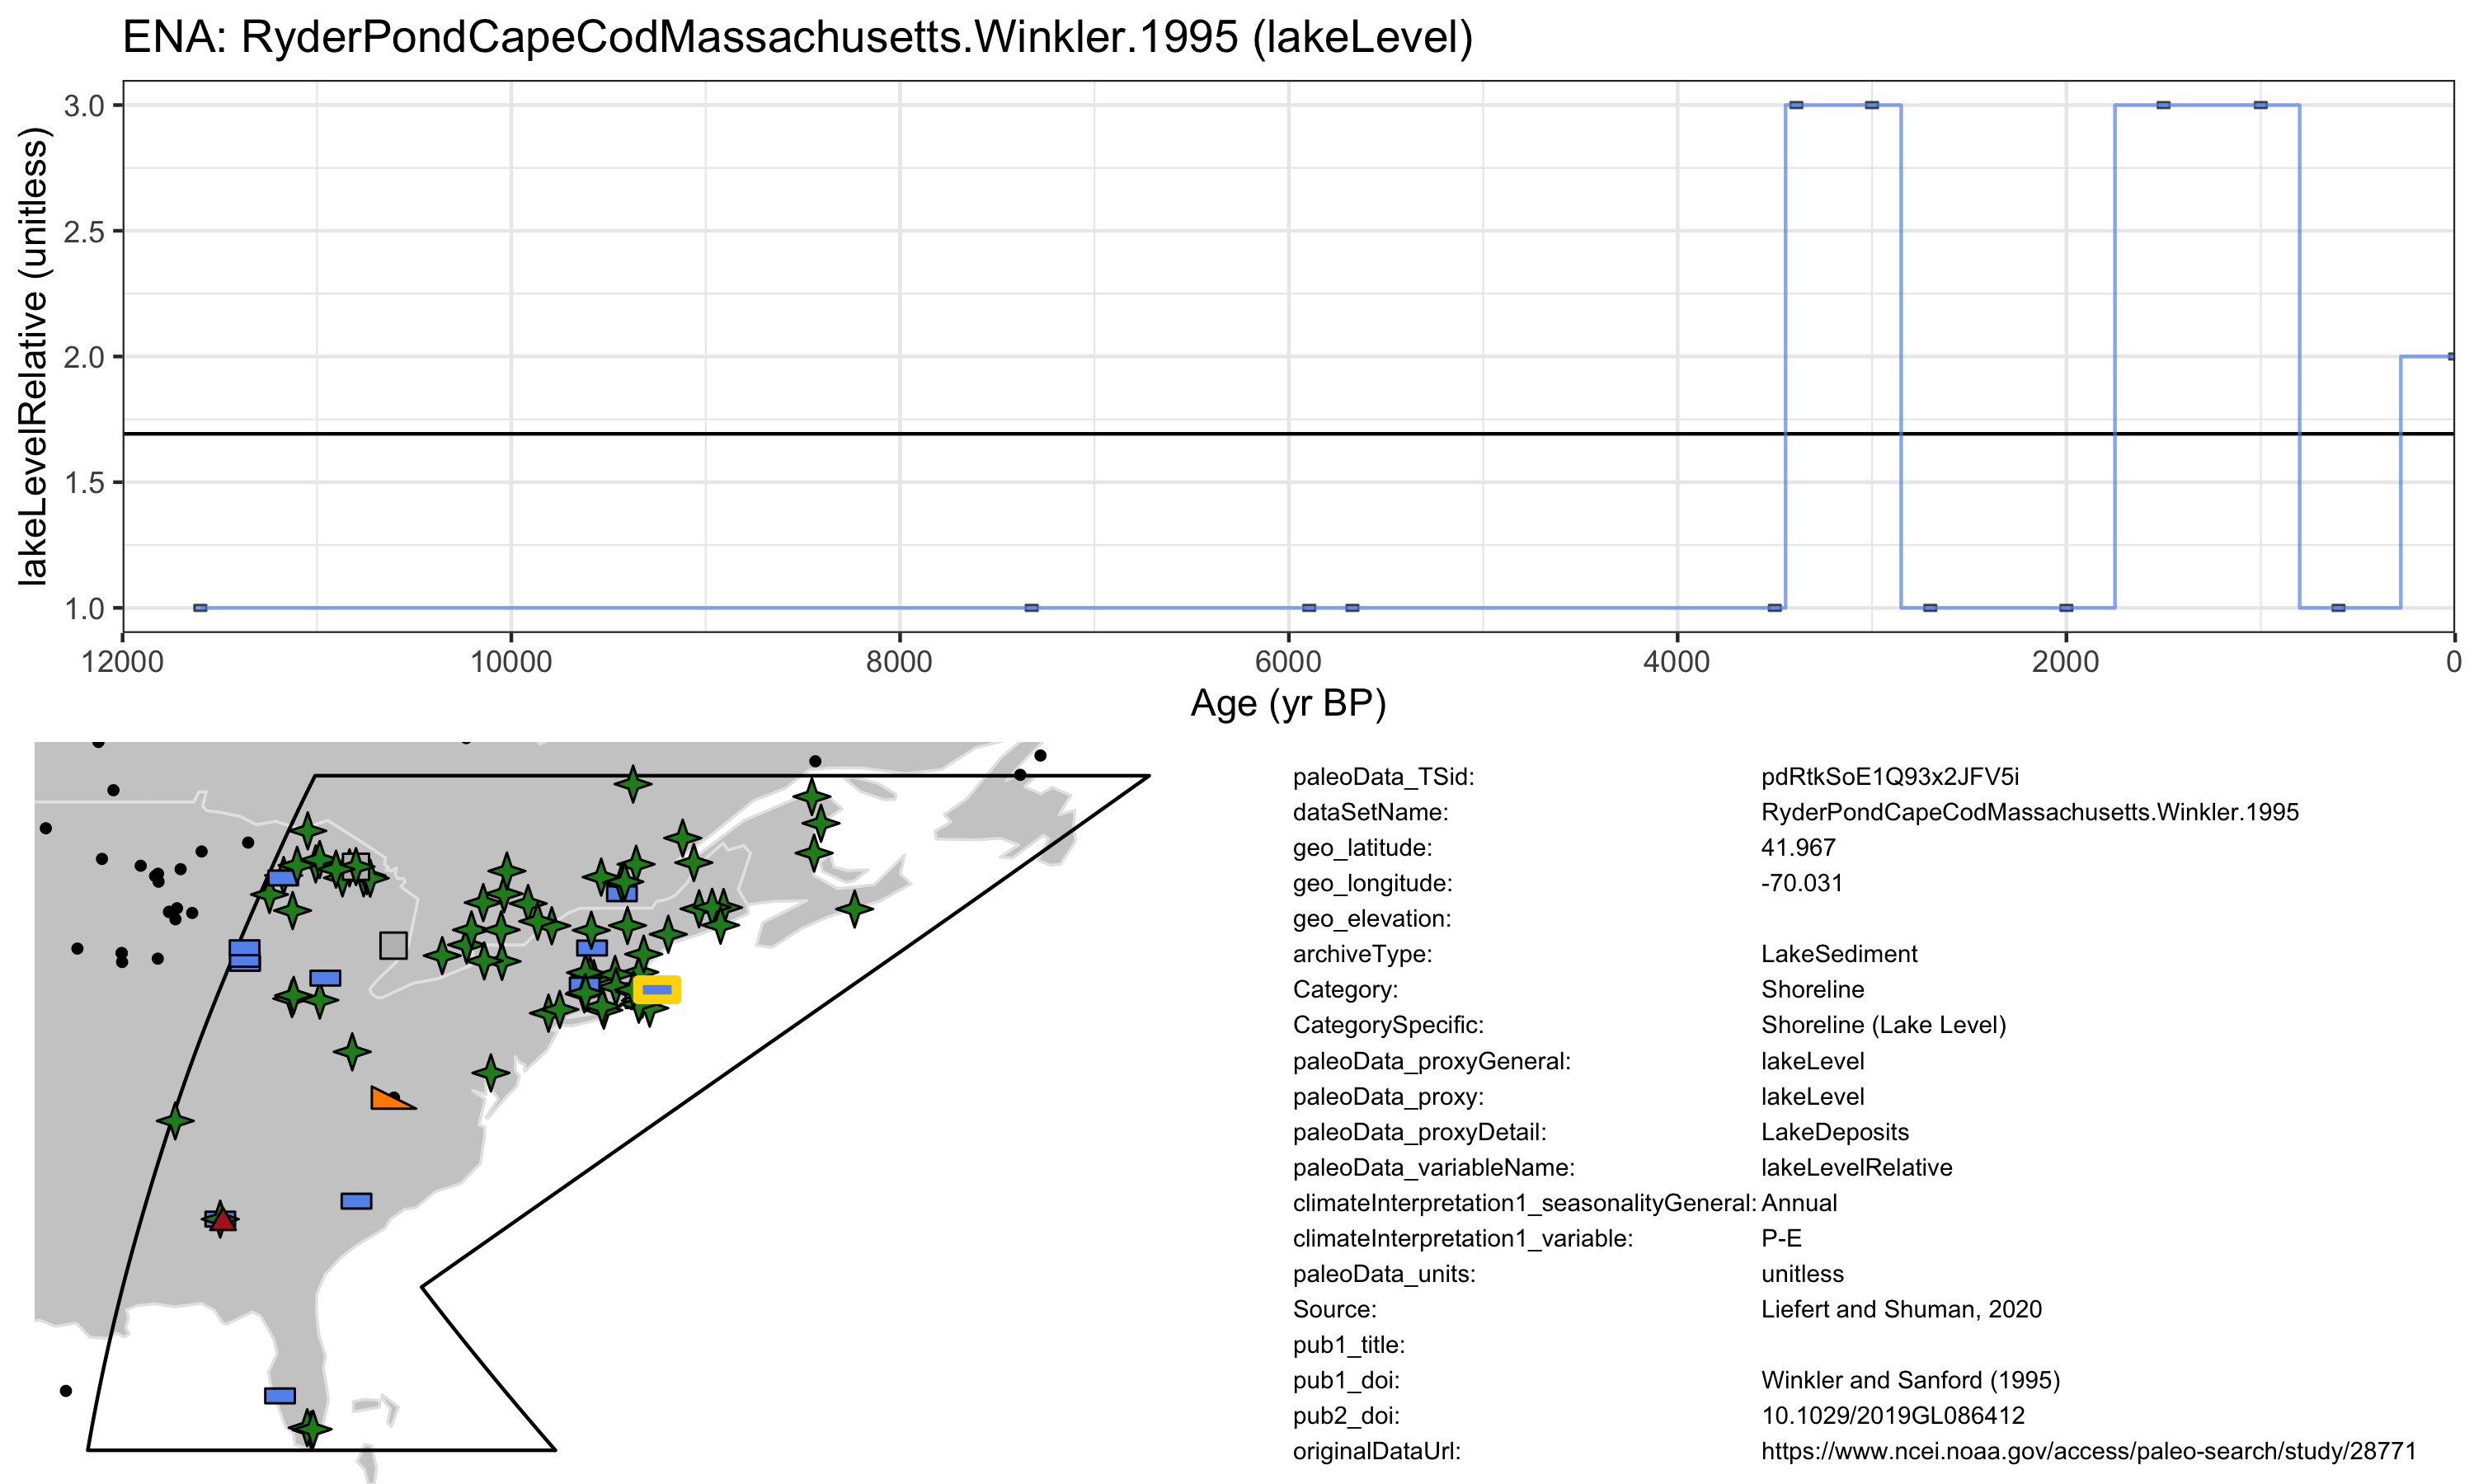 ENA: RyderPondCapeCodMassachusetts.Winkler.1995 (lakeLevel)
lakeLevelRelative (unitless)
3.0
2.5
2.0
1.5
1.0
12000 10000 8000 6000 4000 2000 0
Age (yr BP)
paleoData_TSid: pdRtkSoE1Q93x2JFV5i
dataSetName: RyderPondCapeCodMassachusetts.Winkler.1995
geo_latitude: 41.967
geo_longitude: -70.031
geo_elevation:
archiveType: LakeSediment
Category: Shoreline
CategorySpecific: Shoreline (Lake Level)
paleoData_proxyGeneral: lakeLevel
paleoData_proxy: lakeLevel
paleoData_proxyDetail: LakeDeposits
paleoData_variableName: lakeLevelRelative
climateInterpretation1_seasonalityGeneral: Annual
climateInterpretation1_variable: P-E
paleoData_units: unitless
Source: Liefert and Shuman, 2020
pub1_title:
pub1_doi: Winkler and Sanford (1995)
pub2_doi: 10.1029/2019GL086412
originalDataUrl: https://www.ncei.noaa.gov/access/paleo-search/study/28771